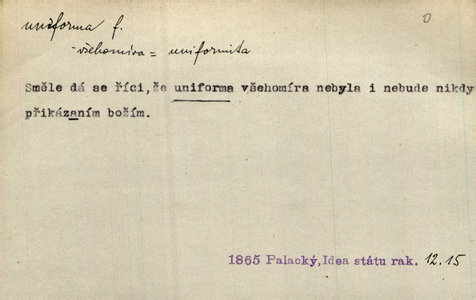 uniforma f.
všehomíra = uniformita
Směle dá se říci, že uniforma všehomíra nebyla i nebude nikdy
přikázaním božím.
1865 Palacký, Idea státu rak. 12.15